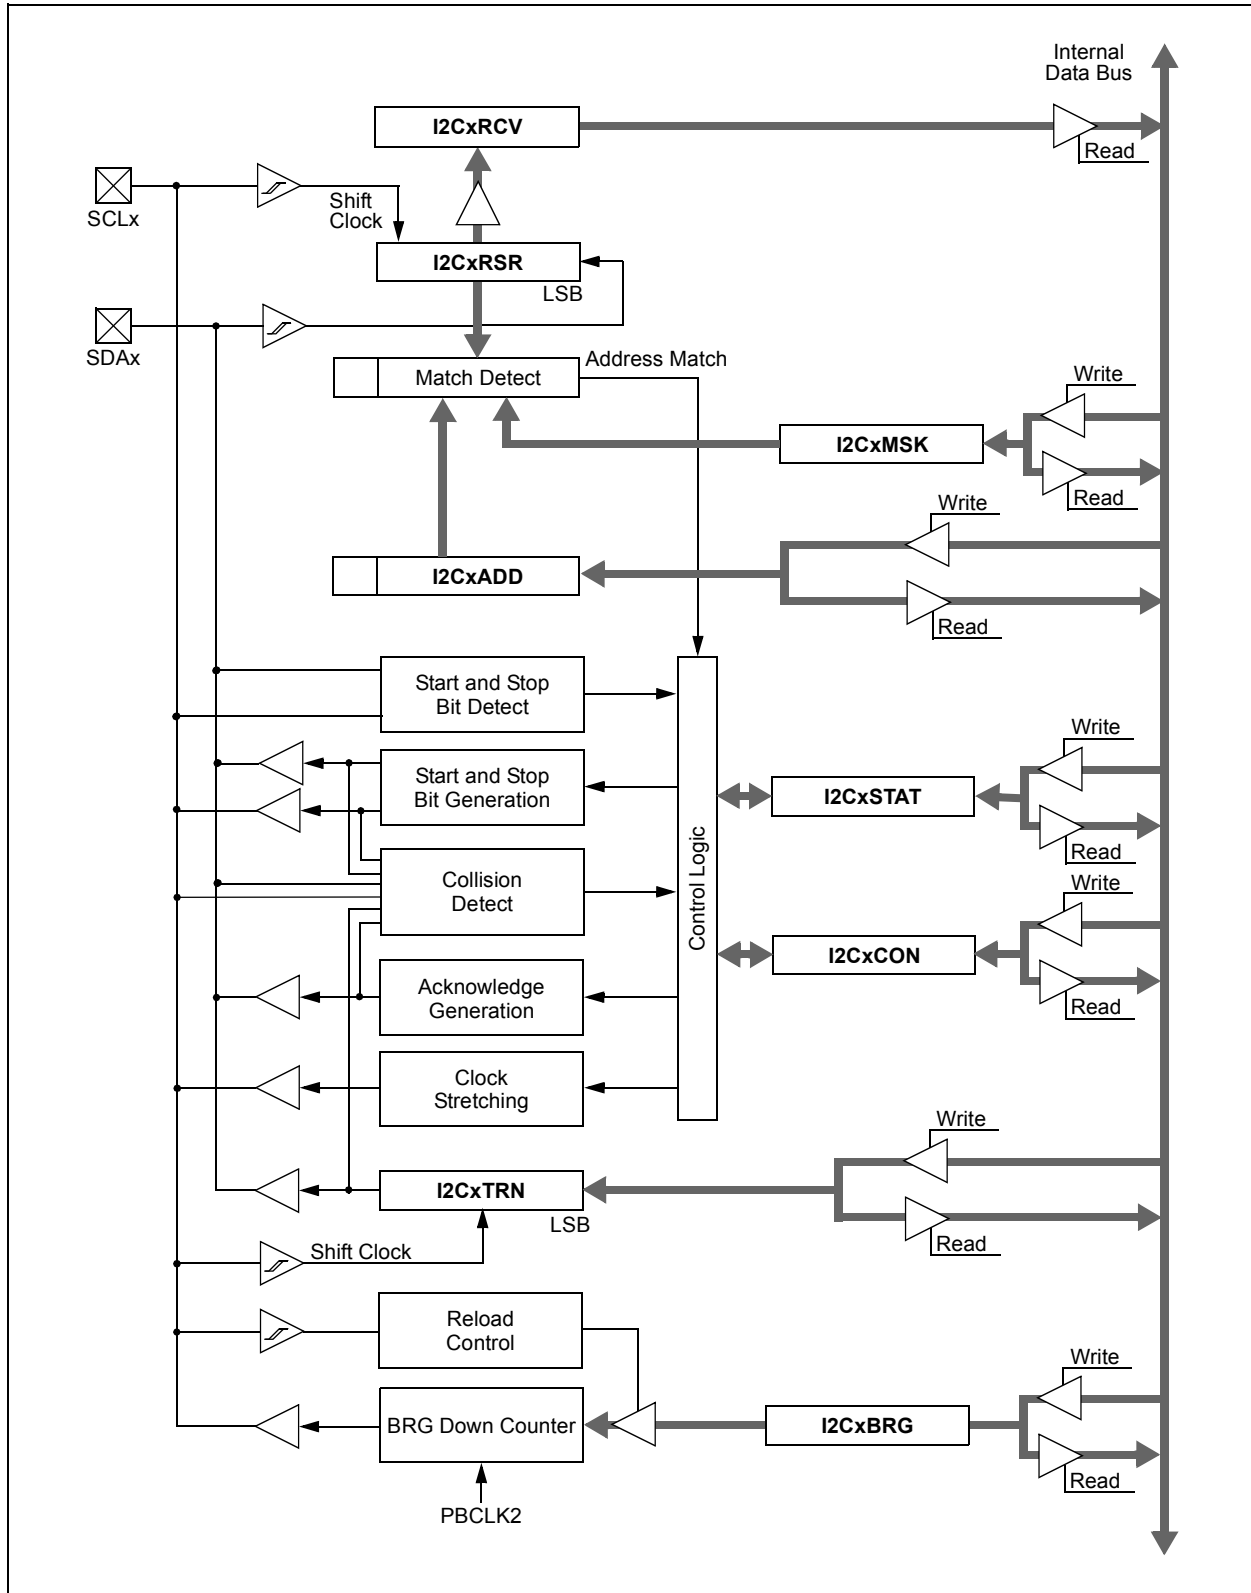 Internal
Data Bus
I2CxRCV
Read
SCLx
Shift
Clock
I2CxRSR
LSB
SDAx
Address Match
Match Detect
Write
I2CxMSK
Read
Write
I2CxADD
Read
Start and Stop
Bit Detect
Write
Start and Stop
Bit Generation
I2CxSTAT
Read
Control Logic
Collision
Detect
Write
I2CxCON
Acknowledge
Generation
Read
Clock
Stretching
Write
I2CxTRN
LSB
Read
Shift Clock
Reload
Control
Write
BRG Down Counter
I2CxBRG
Read
PBCLK2